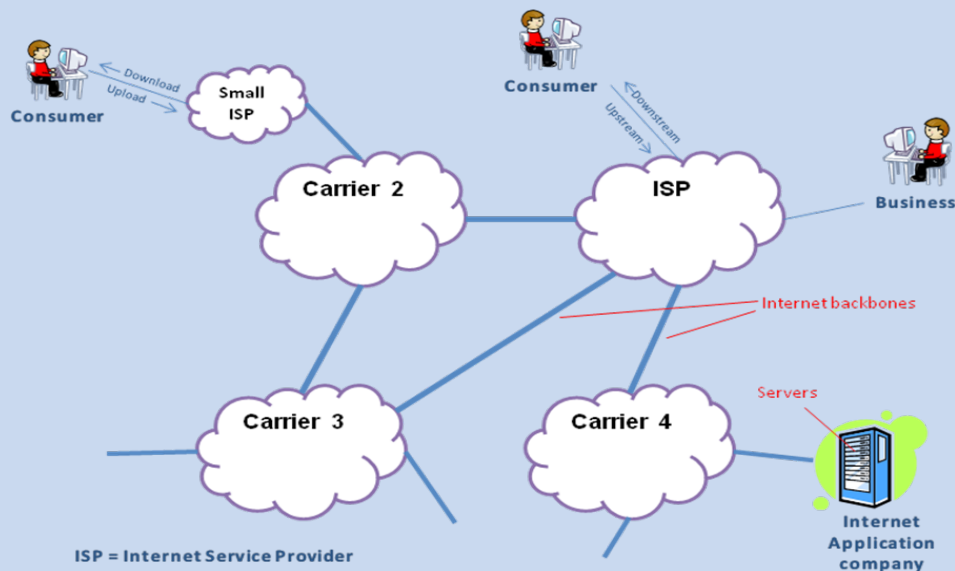 Consumer
Download
Upload
Small
ISP
Consumer
Downstream
Upstream
Carrier 2
ISP
Business
Internet backbones
Carrier 3
Carrier 4
Servers
Internet
Application
company
ISP = Internet Service Provider